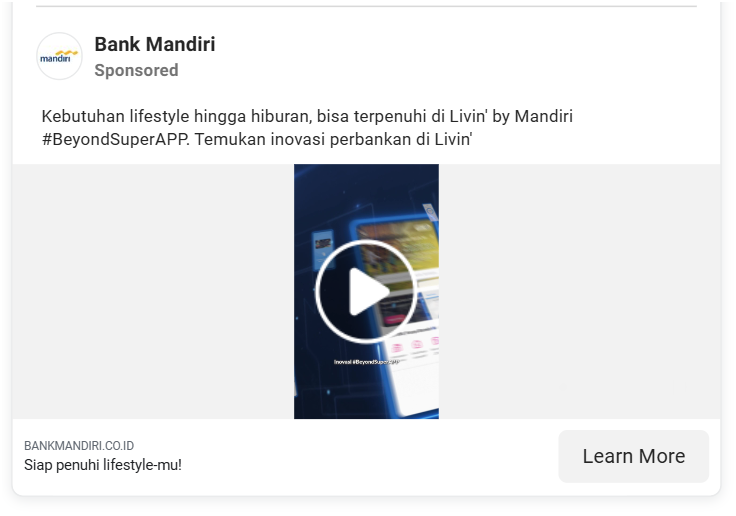 mandiri
Bank Mandiri
Sponsored
Kebutuhan lifestyle hingga hiburan, bisa terpenuhi di Livin' by Mandiri
#BeyondSuperAPP. Temukan inovasi perbankan di Livin'
Inovasi #BeyondSuperAPP
BANKMANDIRI.CO.ID
Siap penuhi lifestyle-mu!
Learn More